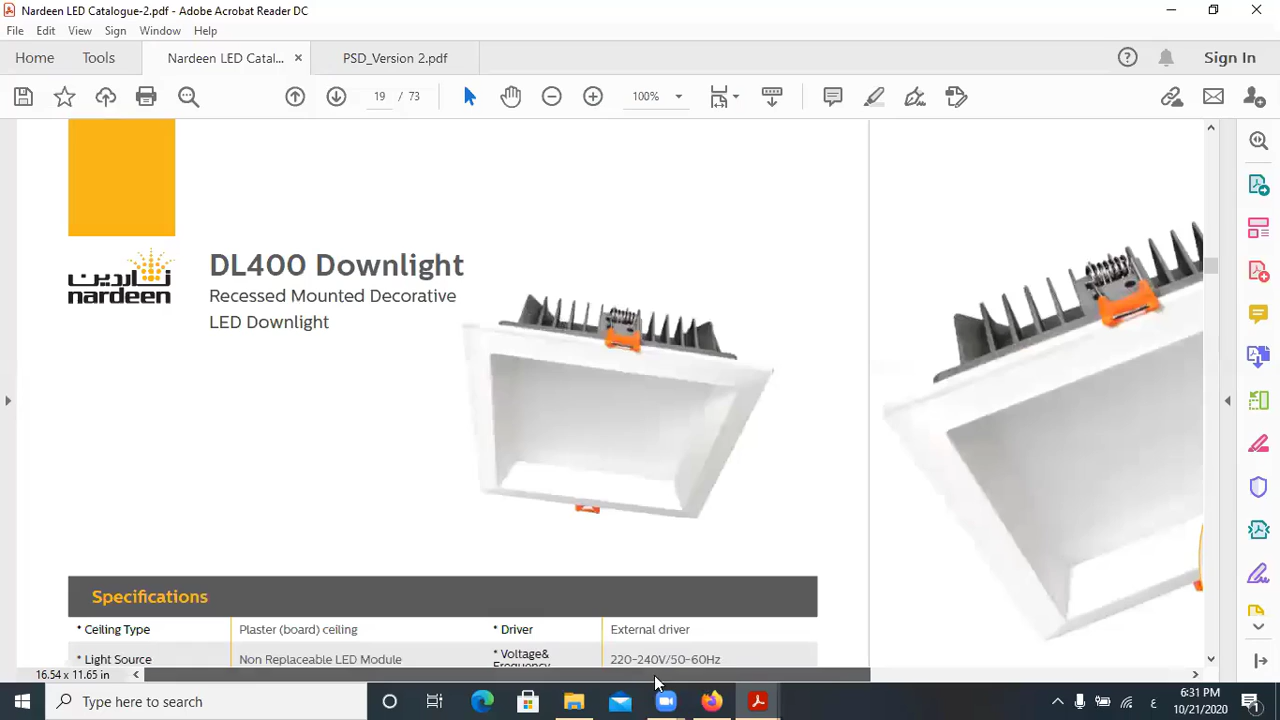 Nardeen LED Catalogue-2.pdf - Adobe Acrobat Reader DC
File Edit View Sign Window Help
Home Tools Nardeen LED Catal... × PSD_Version 2.pdf Sign In
19 / 73 100%
ناردين
nardeen
DL400 Downlight
Recessed Mounted Decorative
LED Downlight
Specifications
* Ceiling Type Plaster (board) ceiling * Driver External driver
* Light Source Non Replaceable LED Module * Voltage& Frequency 220-240V/50-60Hz
16.54 x 11.65 in
Type here to search
ع
6:31 PM
10/21/2020
1